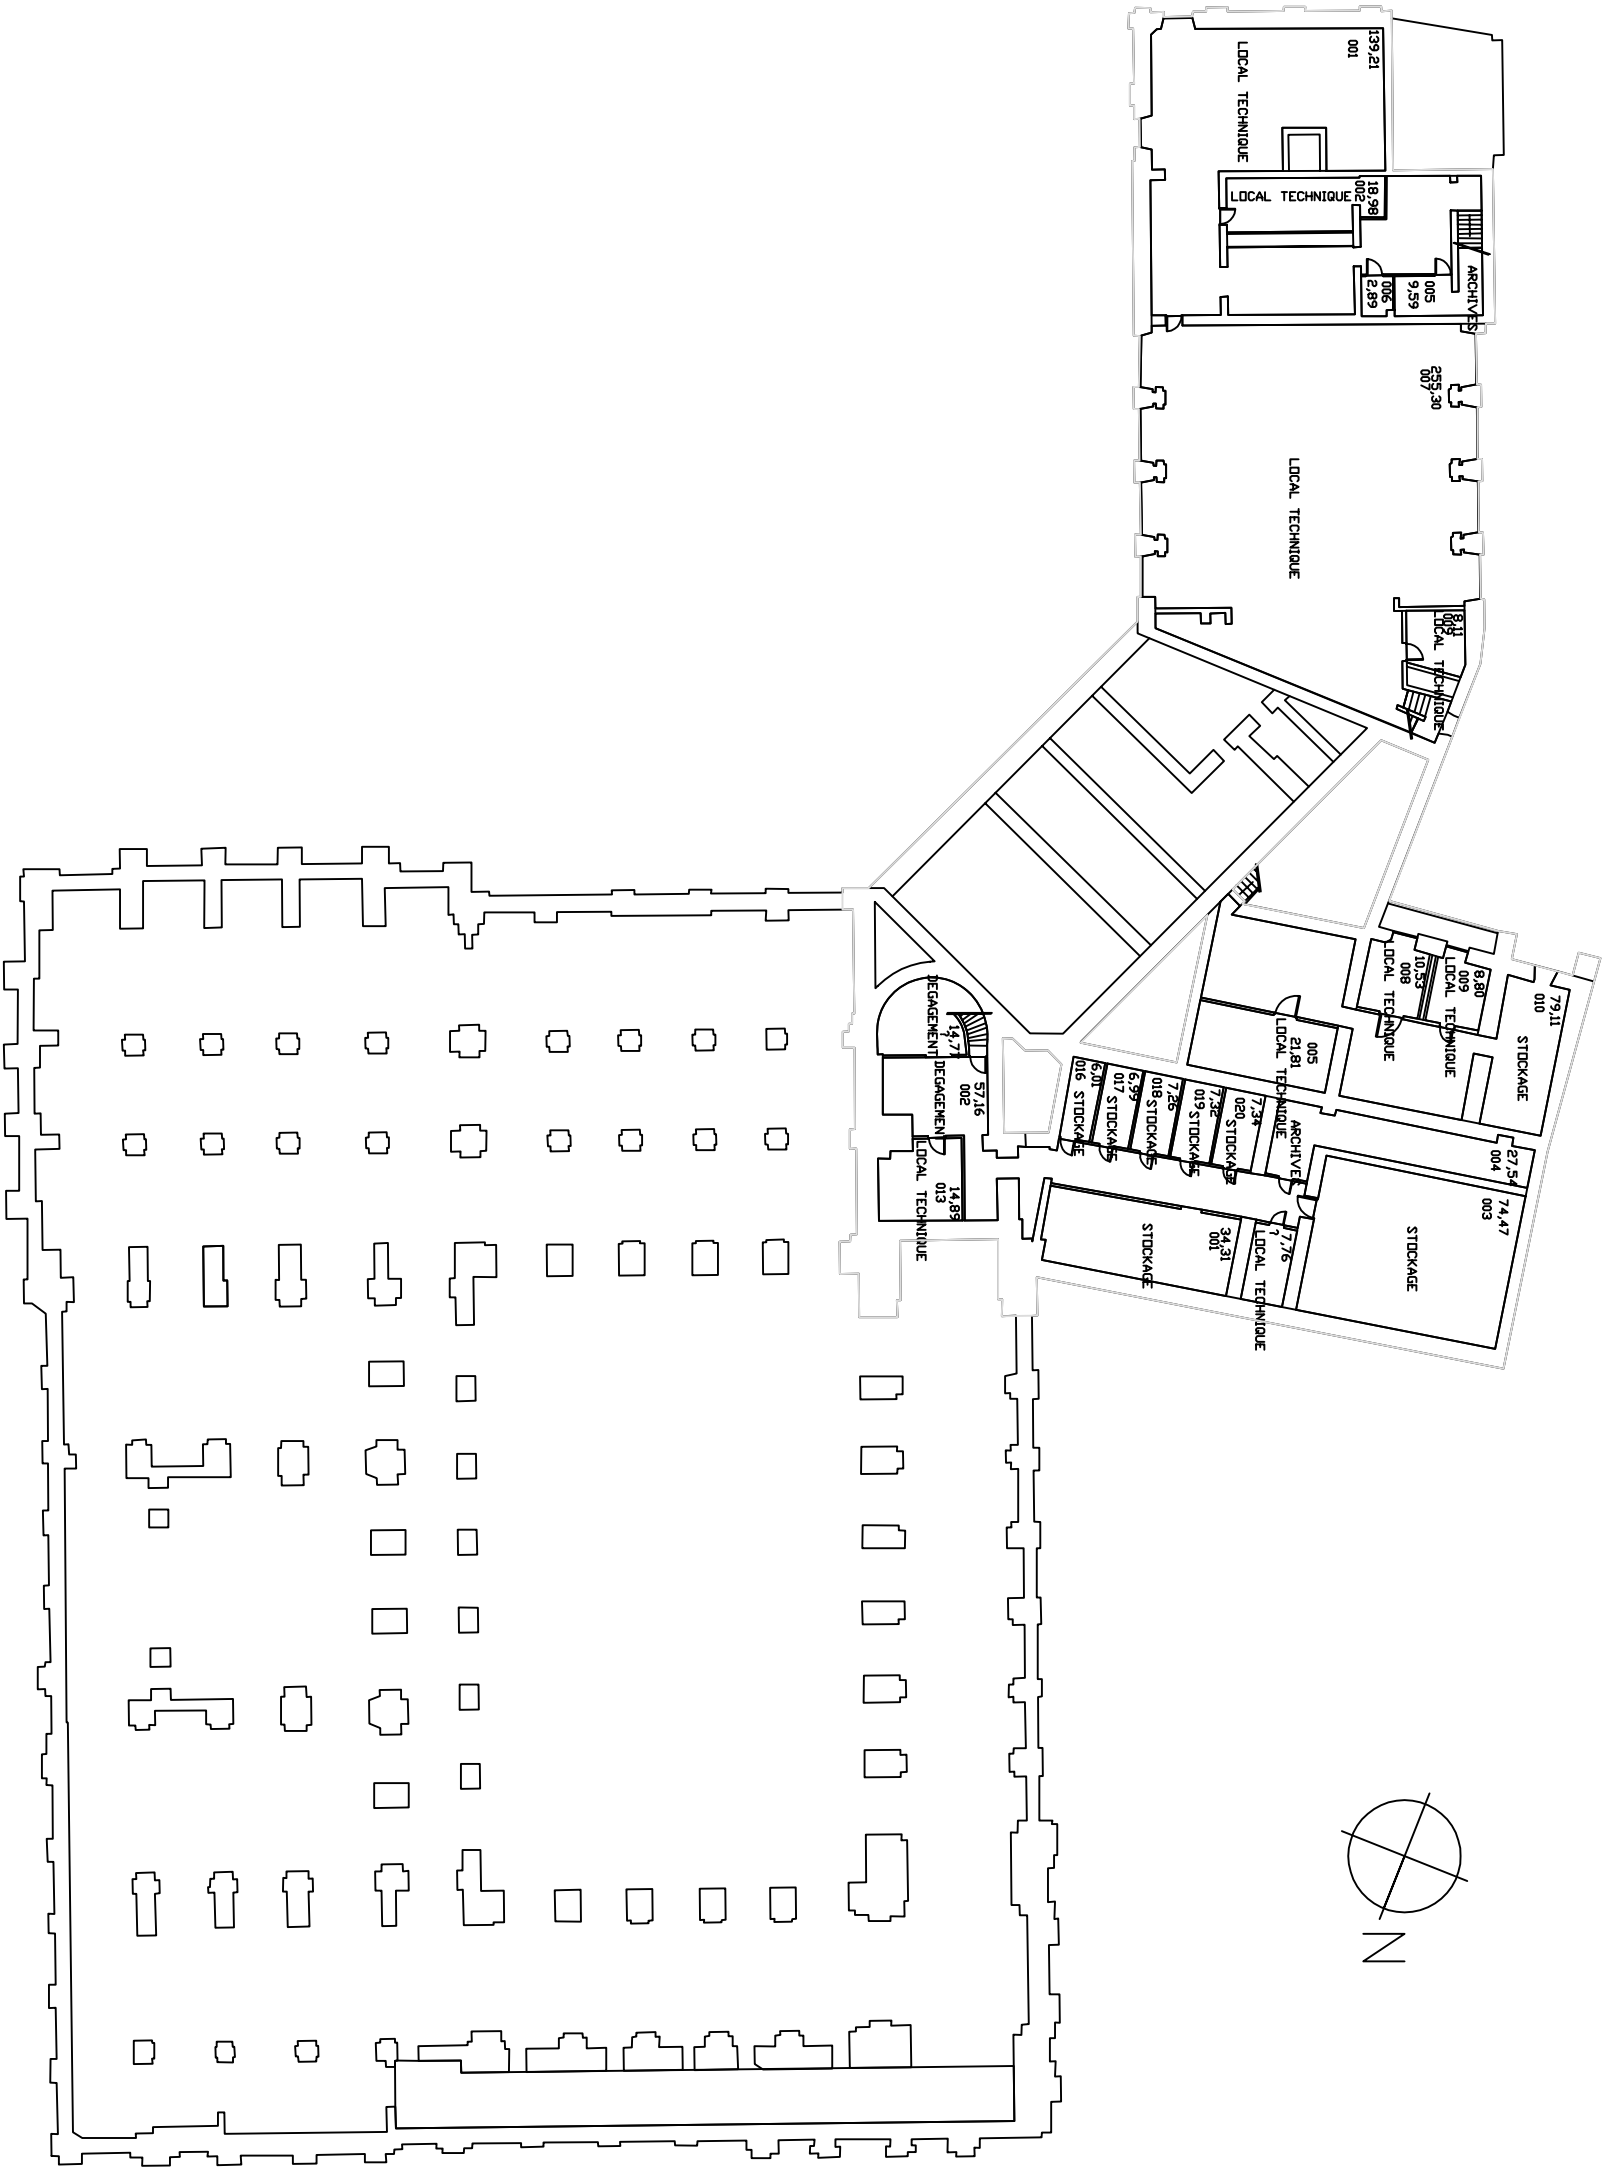 139,21
001
LOCAL TECHNIQUE
18,98
002
LOCAL TECHNIQUE
ARCHIVES
005
9,59
006
2,89
255,30
007
LOCAL TECHNIQUE
8,11
009
LOCAL TECHNIQUE
10,53
008
LOCAL TECHNIQUE
8,80
009
LOCAL TECHNIQUE
79,11
010
STOCKAGE
005
21,81
LOCAL TECHNIQUE
DEGAGEMENT
14,77
?
57,16
002
DEGAGEMENT
14,89
013
LOCAL TECHNIQUE
6,01
016
STOCKAGE
6,99
017
STOCKAGE
7,26
018
STOCKAGE
7,32
019
STOCKAGE
7,34
020
STOCKAGE
ARCHIVES
27,54
004
74,47
003
STOCKAGE
34,31
001
STOCKAGE
7,76
?
LOCAL TECHNIQUE
N